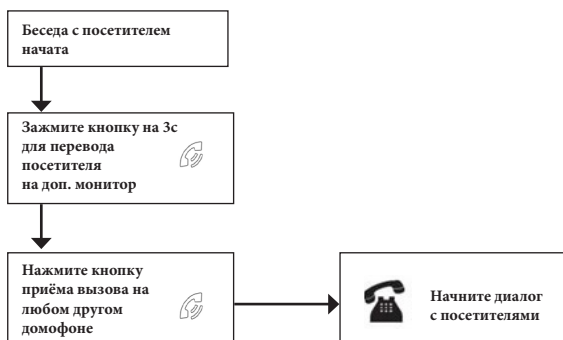 Беседа с посетителем
начата
Зажмите кнопку на 3с
для перевода
посетителя
на доп. монитор
Нажмите кнопку
приёма вызова на
любом другом
домофоне
Начните диалог
с посетителями